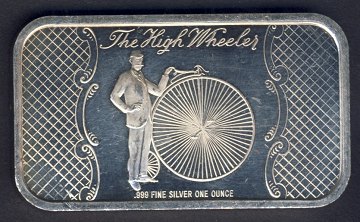 The High Wheeler
.999 FINE SILVER ONE OUNCE